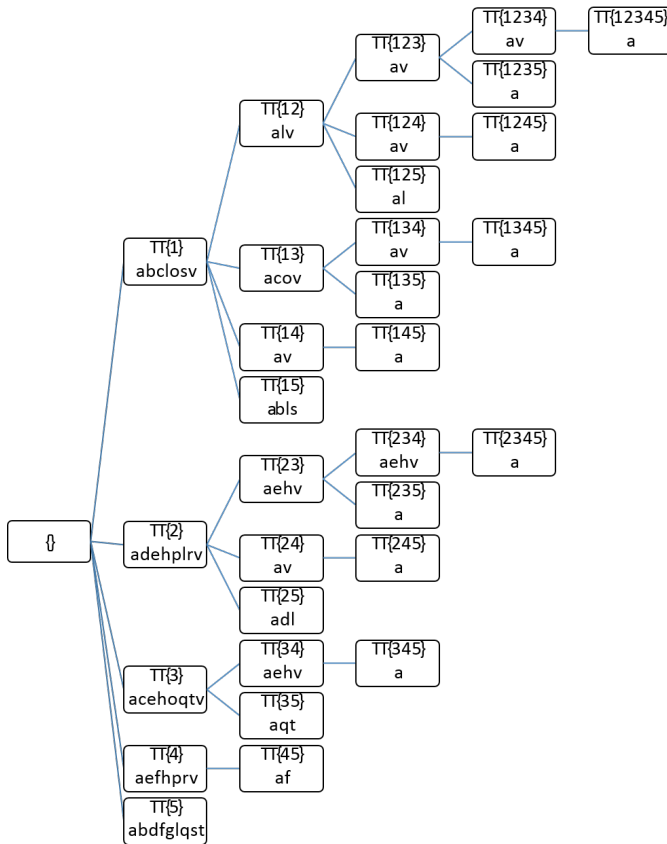 {}
TT{1}
abclosv
TT{12}
alv
TT{123}
av
TT{1234}
av
TT{12345}
a
TT{1235}
a
TT{124}
av
TT{1245}
a
TT{125}
al
TT{13}
acov
TT{134}
av
TT{1345}
a
TT{135}
a
TT{14}
av
TT{145}
a
TT{15}
abls
TT{2}
adehplrv
TT{23}
aehv
TT{234}
aehv
TT{2345}
a
TT{235}
a
TT{24}
av
TT{245}
a
TT{25}
adl
TT{3}
acehoqtv
TT{34}
aehv
TT{345}
a
TT{35}
aqt
TT{4}
aefhprv
TT{45}
af
TT{5}
abdfglqst